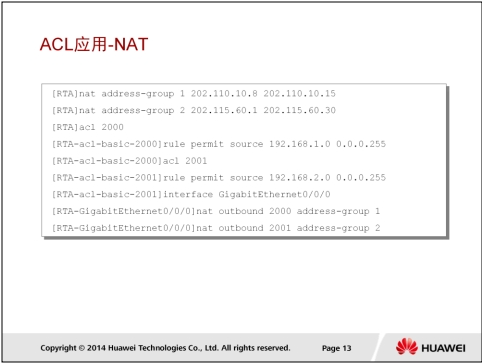 ACL应用-NAT
[RTA]nat address-group 1 202.110.10.8 202.110.10.15
[RTA]nat address-group 2 202.115.60.1 202.115.60.30
[RTA]acl 2000
[RTA-acl-basic-2000]rule permit source 192.168.1.0 0.0.0.255
[RTA-acl-basic-2000]acl 2001
[RTA-acl-basic-2001]rule permit source 192.168.2.0 0.0.0.255
[RTA-acl-basic-2001]interface GigabitEthernet0/0/0
[RTA-GigabitEthernet0/0/0]nat outbound 2000 address-group 1
[RTA-GigabitEthernet0/0/0]nat outbound 2001 address-group 2
Copyright © 2014 Huawei Technologies Co., Ltd. All rights reserved. Page 13 HUAWEI